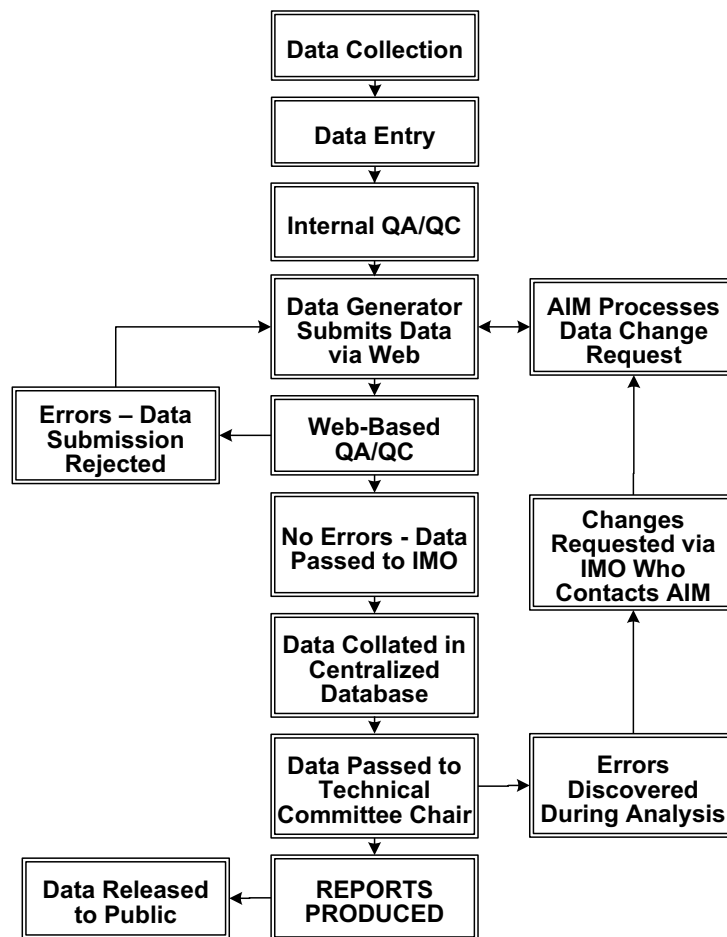 Data Collection
Data Entry
Internal QA/QC
Data Generator
Submits Data
via Web
AIM Processes
Data Change
Request
Errors – Data
Submission
Rejected
Web-Based
QA/QC
No Errors - Data
Passed to IMO
Changes
Requested via
IMO Who
Contacts AIM
Data Collated in
Centralized
Database
Data Passed to
Technical
Committee Chair
Errors
Discovered
During Analysis
Data Released
to Public
REPORTS
PRODUCED